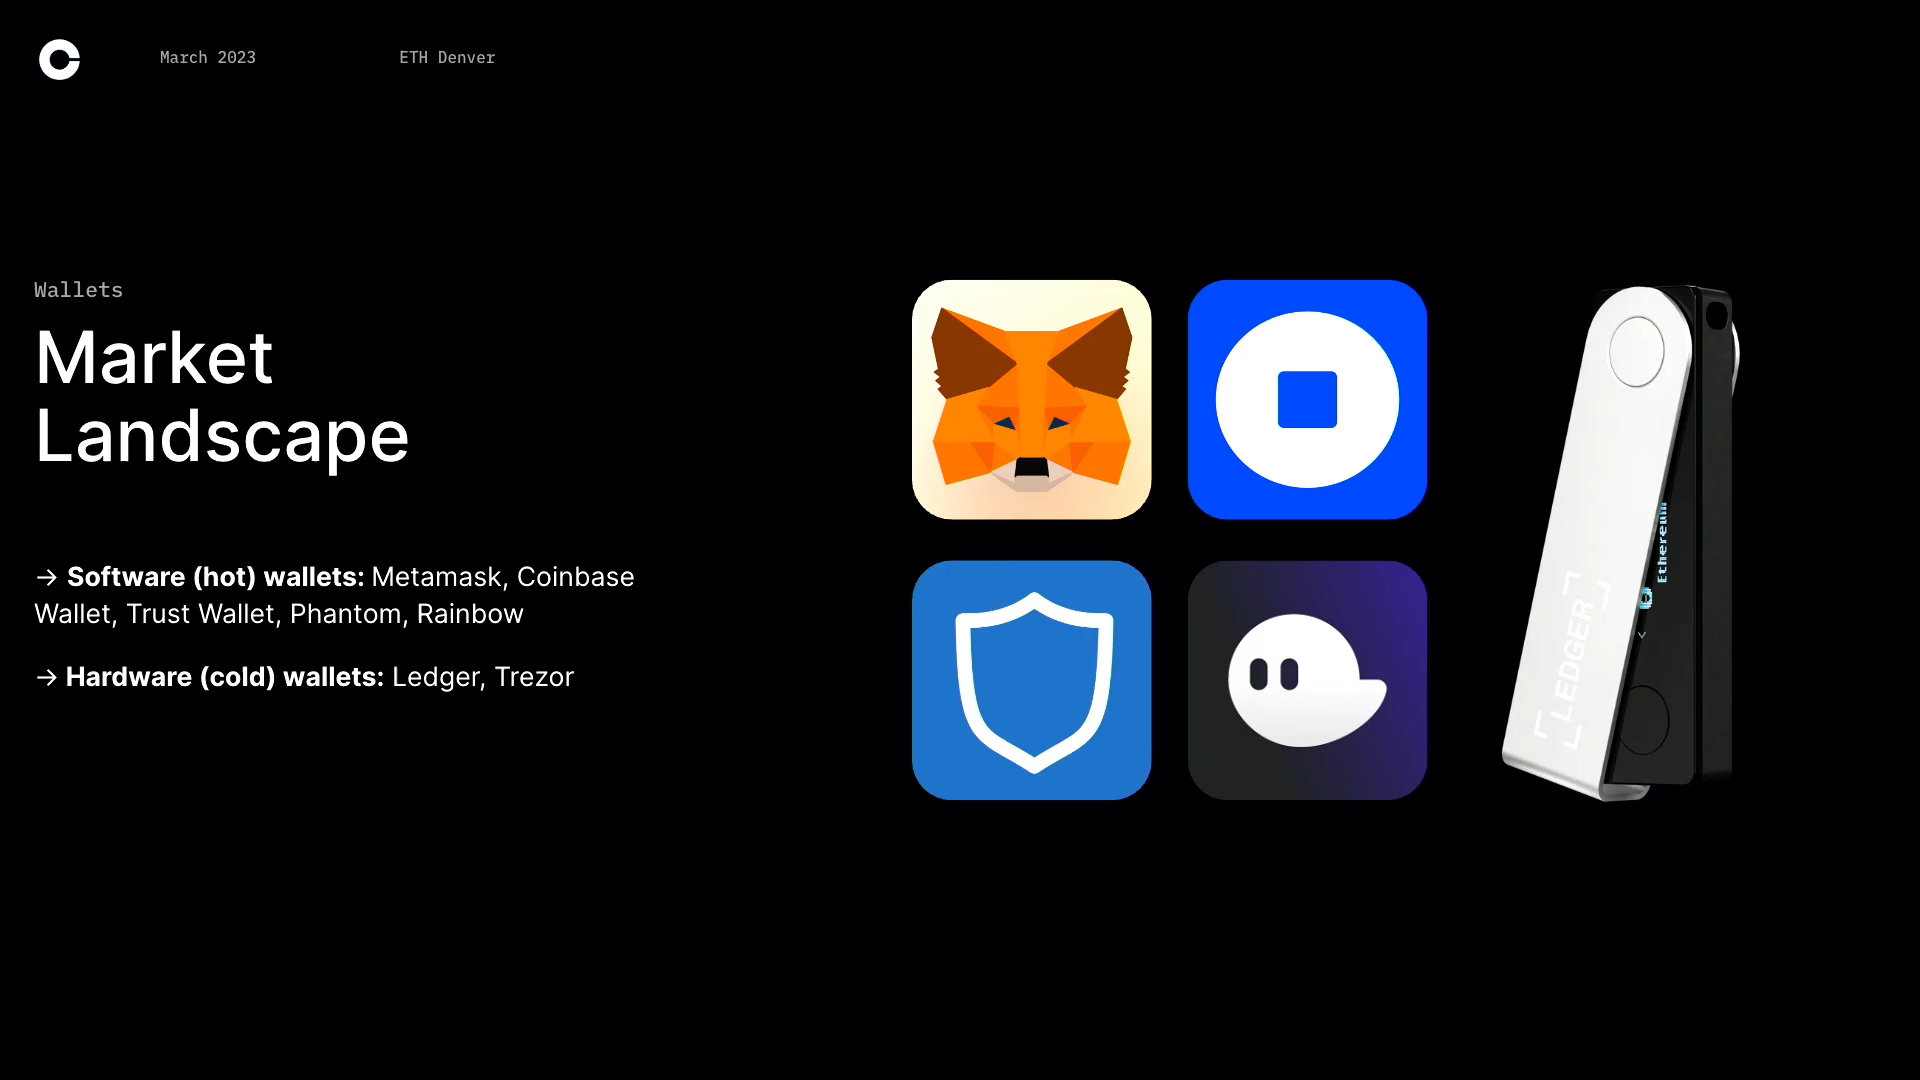 March 2023
ETH Denver
Wallets
Market
Landscape
→ Software (hot) wallets: Metamask, Coinbase
Wallet, Trust Wallet, Phantom, Rainbow
→ Hardware (cold) wallets: Ledger, Trezor
Ethereum
LEDGER